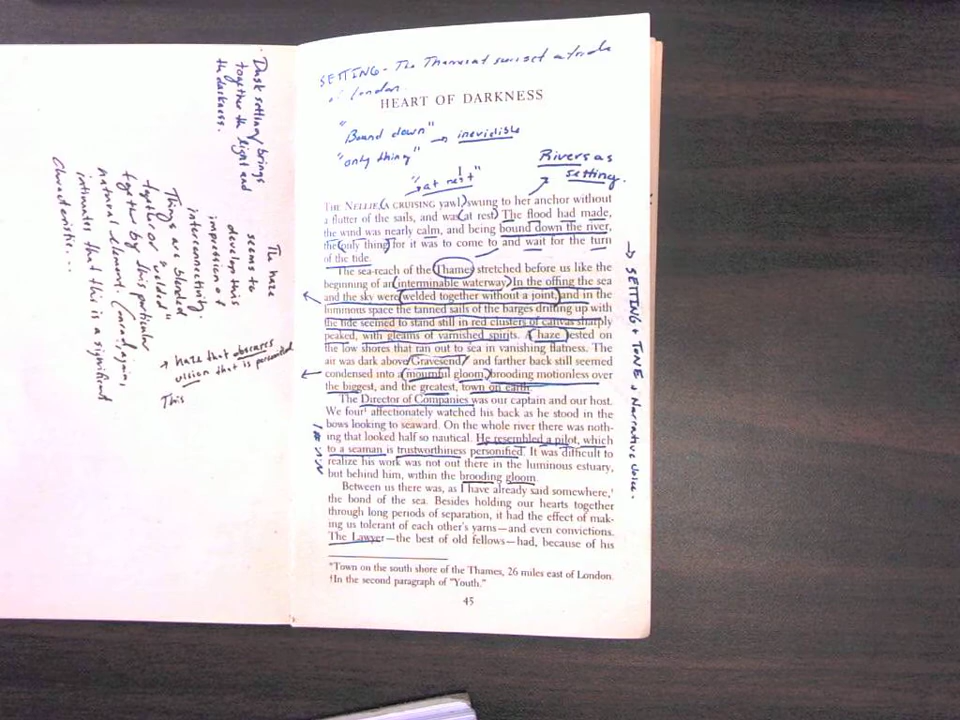 Dusk setting brings
together the light and
the darkness.
The haze
seems to
develop this
impression of
interconnectivity.
Things are blended
together or "welded"
together by this particular
natural element. Conrad again,
intimates that this is a significant
Characteristic...
→ haze that obscures
vision that is personified
This
SETTING - The Thames at sunset
of London.
HEART OF DARKNESS
"Bound down" → inevidible
"only thing"
"at rest"
Rivers as
setting.
THE NELLIE, A CRUISING yawl, swung to her anchor without
a flutter of the sails, and was at rest. The flood had made,
the wind was nearly calm, and being bound down the river,
the only thing for it was to come to and wait for the turn
of the tide.
The sea-reach of the Thames stretched before us like the
beginning of an interminable waterway. In the offing the sea
and the sky were welded together without a joint, and in the
luminous space the tanned sails of the barges drifting up with
the tide seemed to stand still in red clusters of canvas sharply
peaked, with gleams of varnished spirits. A haze rested on
the low shores that ran out to sea in vanishing flatness. The
air was dark above Gravesend,* and farther back still seemed
condensed into a mournful gloom, brooding motionless over
the biggest, and the greatest, town on earth.
The Director of Companies was our captain and our host.
We four affectionately watched his back as he stood in the
bows looking to seaward. On the whole river there was noth-
ing that looked half so nautical. He resembled a pilot, which
to a seaman is trustworthiness personified. It was difficult to
realize his work was not out there in the luminous estuary,
but behind him, within the brooding gloom.
Between us there was, as I have already said somewhere,†
the bond of the sea. Besides holding our hearts together
through long periods of separation, it had the effect of mak-
ing us tolerant of each other's yarns—and even convictions.
The Lawyer—the best of old fellows—had, because of his
*Town on the south shore of the Thames, 26 miles east of London.
†In the second paragraph of "Youth."
45
→ SETTING + TONE + Narrative Voice.